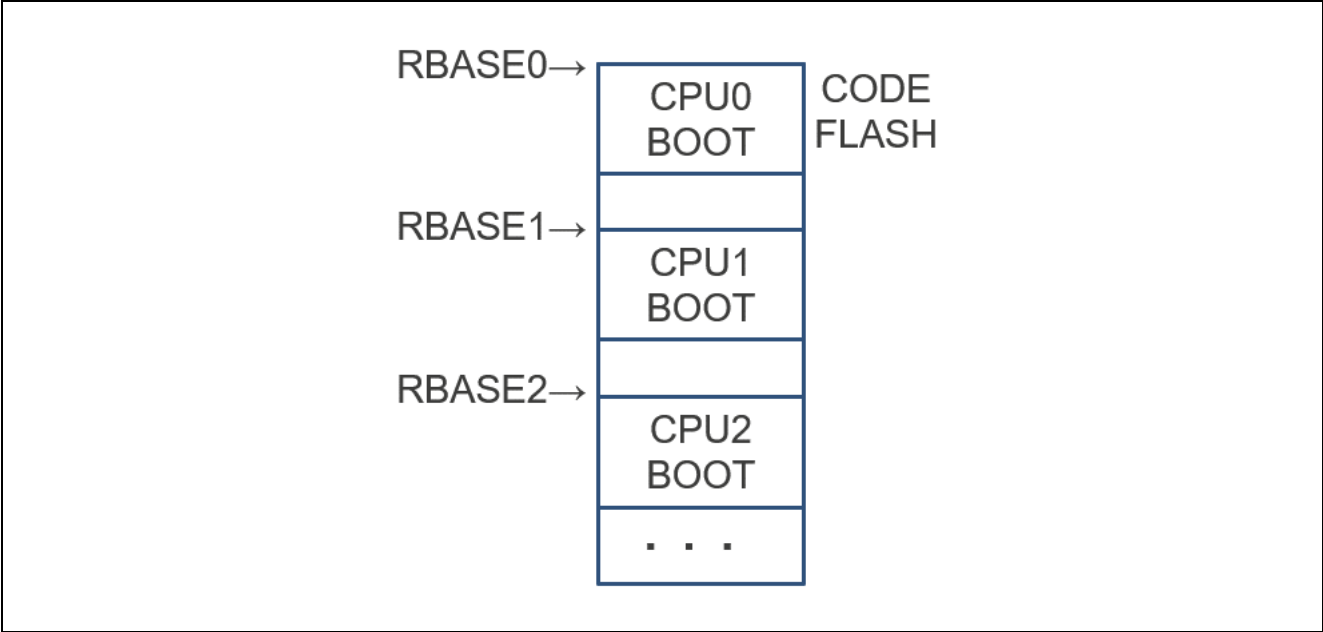 RBASE0→
CPU0
BOOT
CODE
FLASH
RBASE1→
CPU1
BOOT
RBASE2→
CPU2
BOOT
. . .